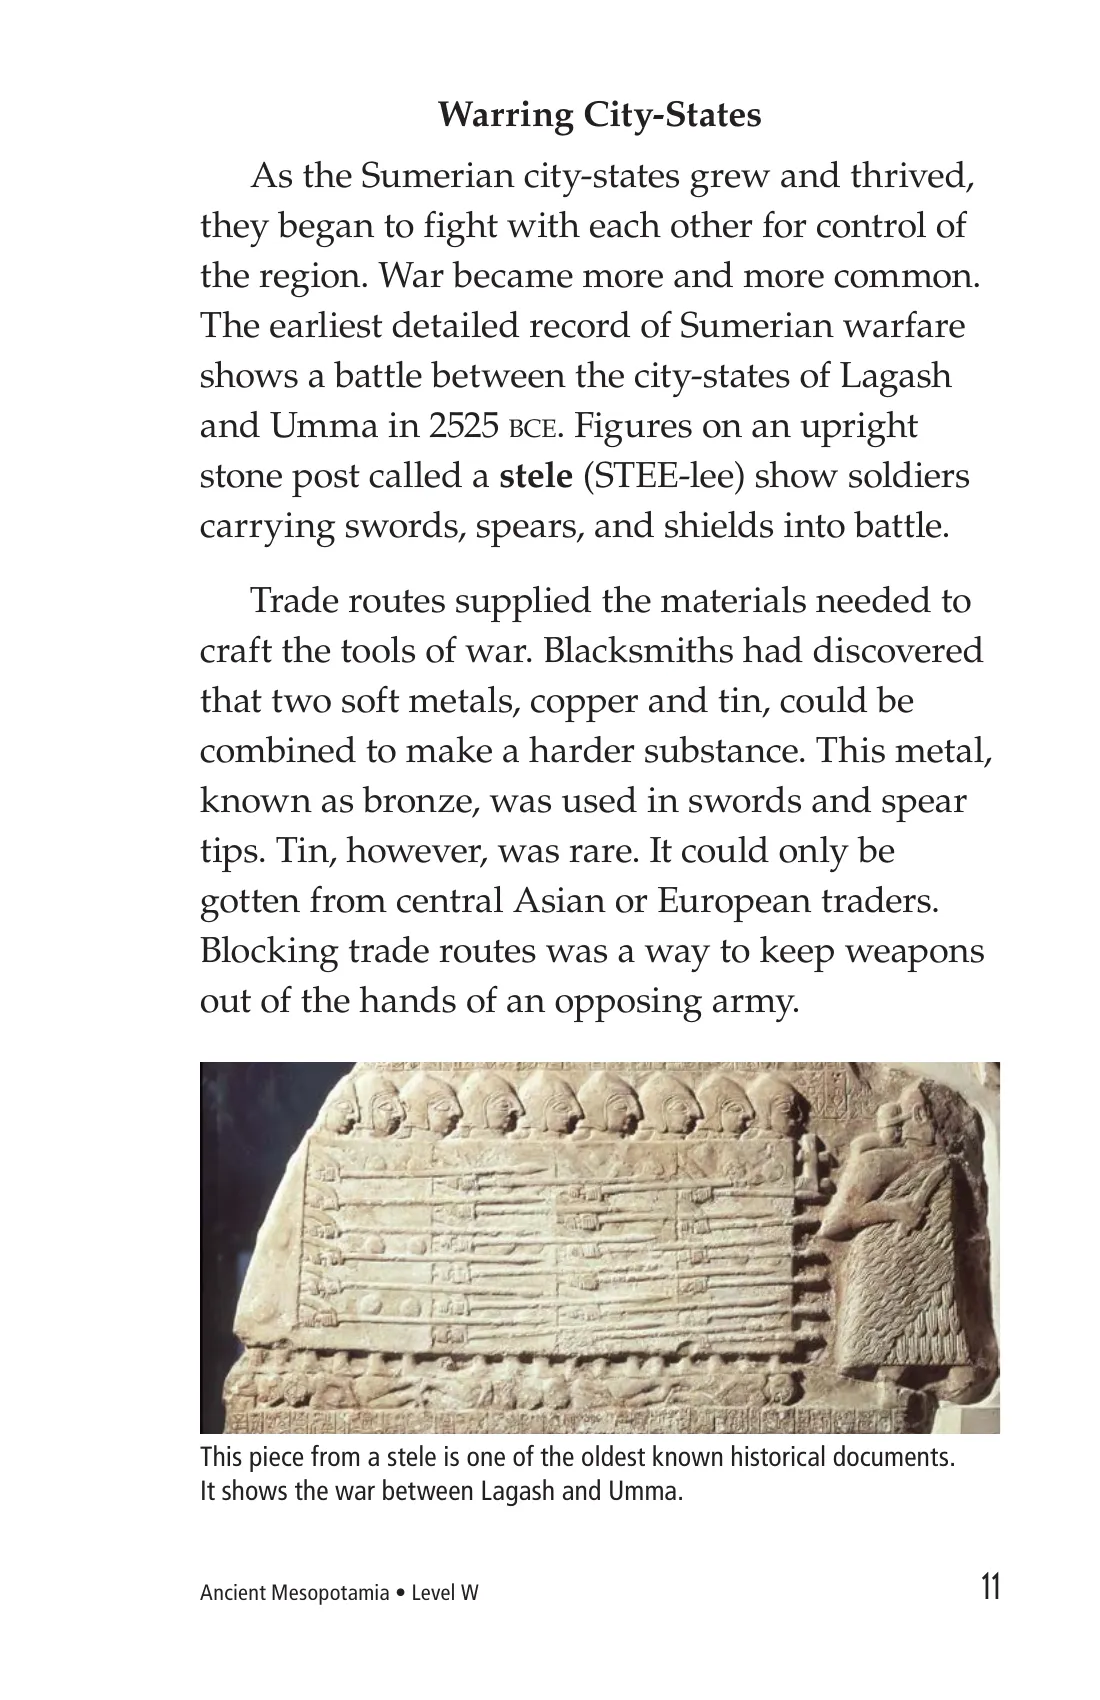 Warring City-States
As the Sumerian city-states grew and thrived,
they began to fight with each other for control of
the region. War became more and more common.
The earliest detailed record of Sumerian warfare
shows a battle between the city-states of Lagash
and Umma in 2525 BCE. Figures on an upright
stone post called a stele (STEE-lee) show soldiers
carrying swords, spears, and shields into battle.
Trade routes supplied the materials needed to
craft the tools of war. Blacksmiths had discovered
that two soft metals, copper and tin, could be
combined to make a harder substance. This metal,
known as bronze, was used in swords and spear
tips. Tin, however, was rare. It could only be
gotten from central Asian or European traders.
Blocking trade routes was a way to keep weapons
out of the hands of an opposing army.
This piece from a stele is one of the oldest known historical documents.
It shows the war between Lagash and Umma.
Ancient Mesopotamia • Level W
11